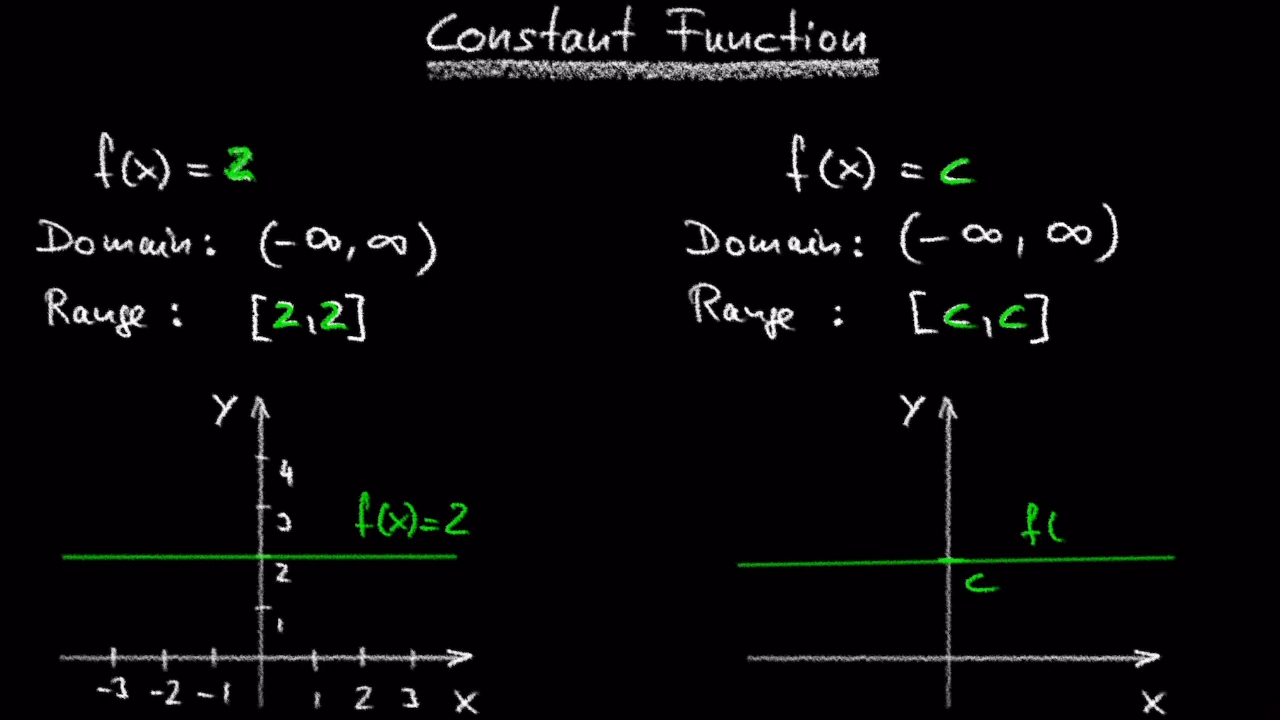 Constant Function
f(x) = 2
Domain: (-∞, ∞)
Range: [2,2]
f(x) = c
Domain: (-∞, ∞)
Range: [c,c]
y
4
3
f(x)=2
2
1
-3 -2 -1 1 2 3 x
y
f(
c
x